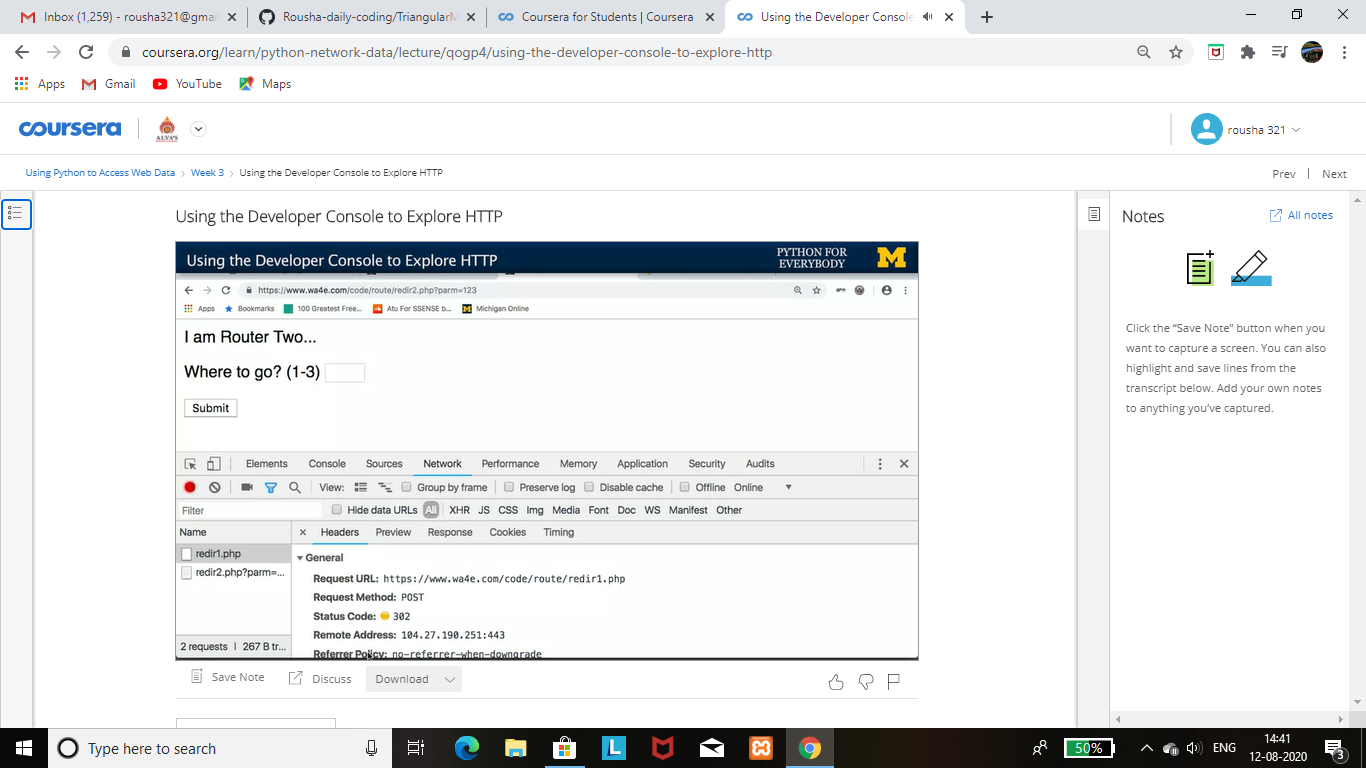 Inbox (1,259) - rousha321@gmai
Rousha-daily-coding/TriangularM
Coursera for Students | Coursera
Using the Developer Console
coursera.org/learn/python-network-data/lecture/qogp4/using-the-developer-console-to-explore-http
Apps Gmail YouTube Maps
coursera ALVA'S rousha 321
Using Python to Access Web Data > Week 3 > Using the Developer Console to Explore HTTP
Prev | Next
Using the Developer Console to Explore HTTP
Notes All notes
Using the Developer Console to Explore HTTP
PYTHON FOR
EVERYBODY
M
https://www.wa4e.com/code/route/redir2.php?parm=123
Apps Bookmarks 100 Greatest Free... Atu For SSENSE b... Michigan Online
I am Router Two...
Where to go? (1-3)
Submit
Elements Console Sources Network Performance Memory Application Security Audits
View: Group by frame Preserve log Disable cache Offline Online
Filter Hide data URLs All XHR JS CSS Img Media Font Doc WS Manifest Other
Name Headers Preview Response Cookies Timing
redir1.php
redir2.php?parm=...
General
Request URL: https://www.wa4e.com/code/route/redir1.php
Request Method: POST
Status Code: 302
Remote Address: 104.27.190.251:443
Referrer Policy: no-referrer-when-downgrade
2 requests | 267 B tr...
Click the “Save Note” button when you
want to capture a screen. You can also
highlight and save lines from the
transcript below. Add your own notes
to anything you’ve captured.
Save Note Discuss Download
Type here to search
L
50%
ENG
14:41
12-08-2020
3